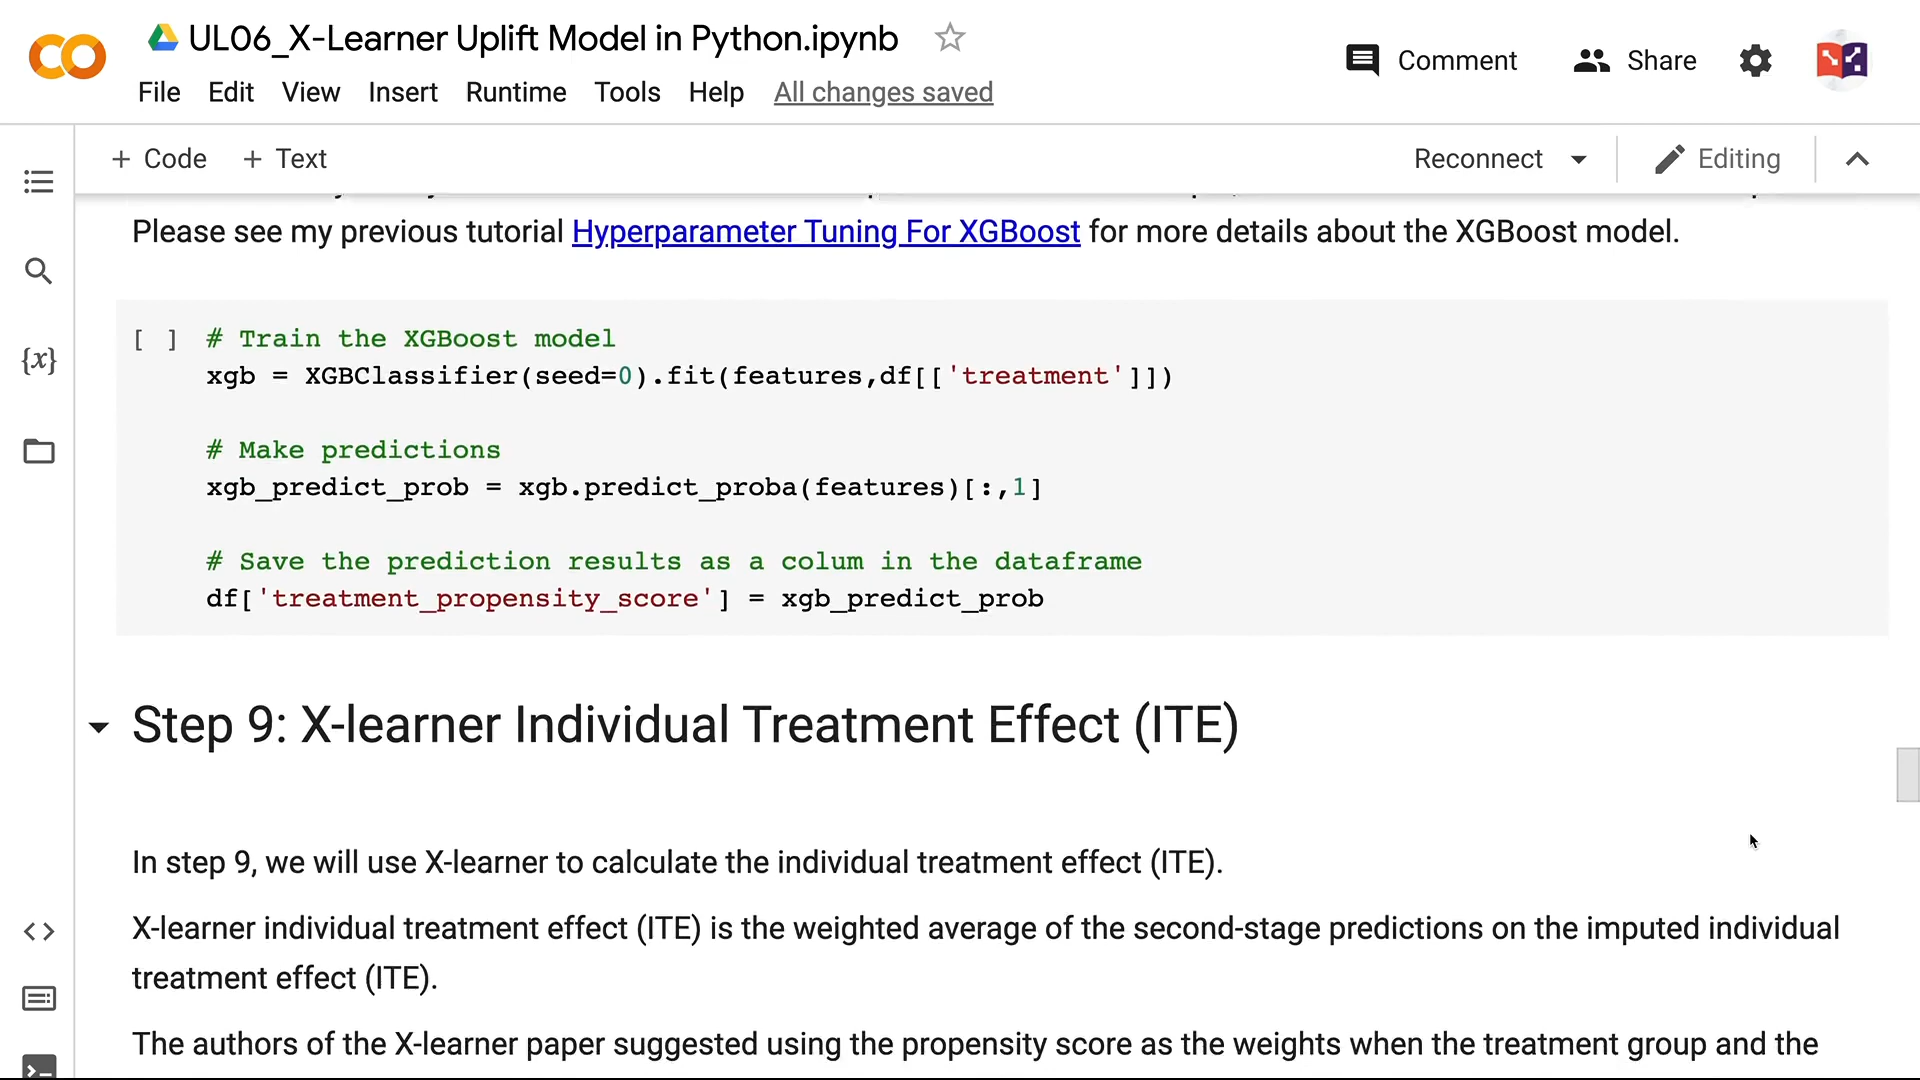 UL06_X-Learner Uplift Model in Python.ipynb
File Edit View Insert Runtime Tools Help All changes saved
Comment Share
+ Code + Text
Reconnect Editing
Please see my previous tutorial Hyperparameter Tuning For XGBoost for more details about the XGBoost model.
{x}
[ ] # Train the XGBoost model
xgb = XGBClassifier(seed=0).fit(features,df[['treatment']])
# Make predictions
xgb_predict_prob = xgb.predict_proba(features)[:,1]
# Save the prediction results as a colum in the dataframe
df['treatment_propensity_score'] = xgb_predict_prob
Step 9: X-learner Individual Treatment Effect (ITE)
In step 9, we will use X-learner to calculate the individual treatment effect (ITE).
X-learner individual treatment effect (ITE) is the weighted average of the second-stage predictions on the imputed individual
treatment effect (ITE).
The authors of the X-learner paper suggested using the propensity score as the weights when the treatment group and the